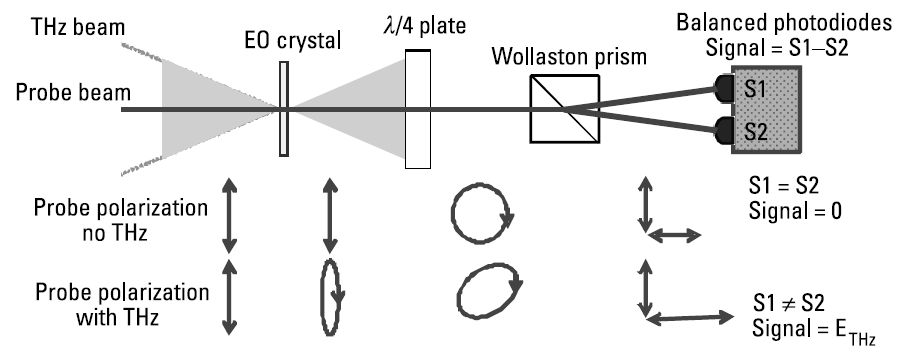 THz beam
EO crystal
λ/4 plate
Balanced photodiodes
Signal = S1–S2
Wollaston prism
Probe beam
S1
S2
Probe polarization
no THz
S1 = S2
Signal = 0
Probe polarization
with THz
S1 ≠ S2
Signal = E_THz